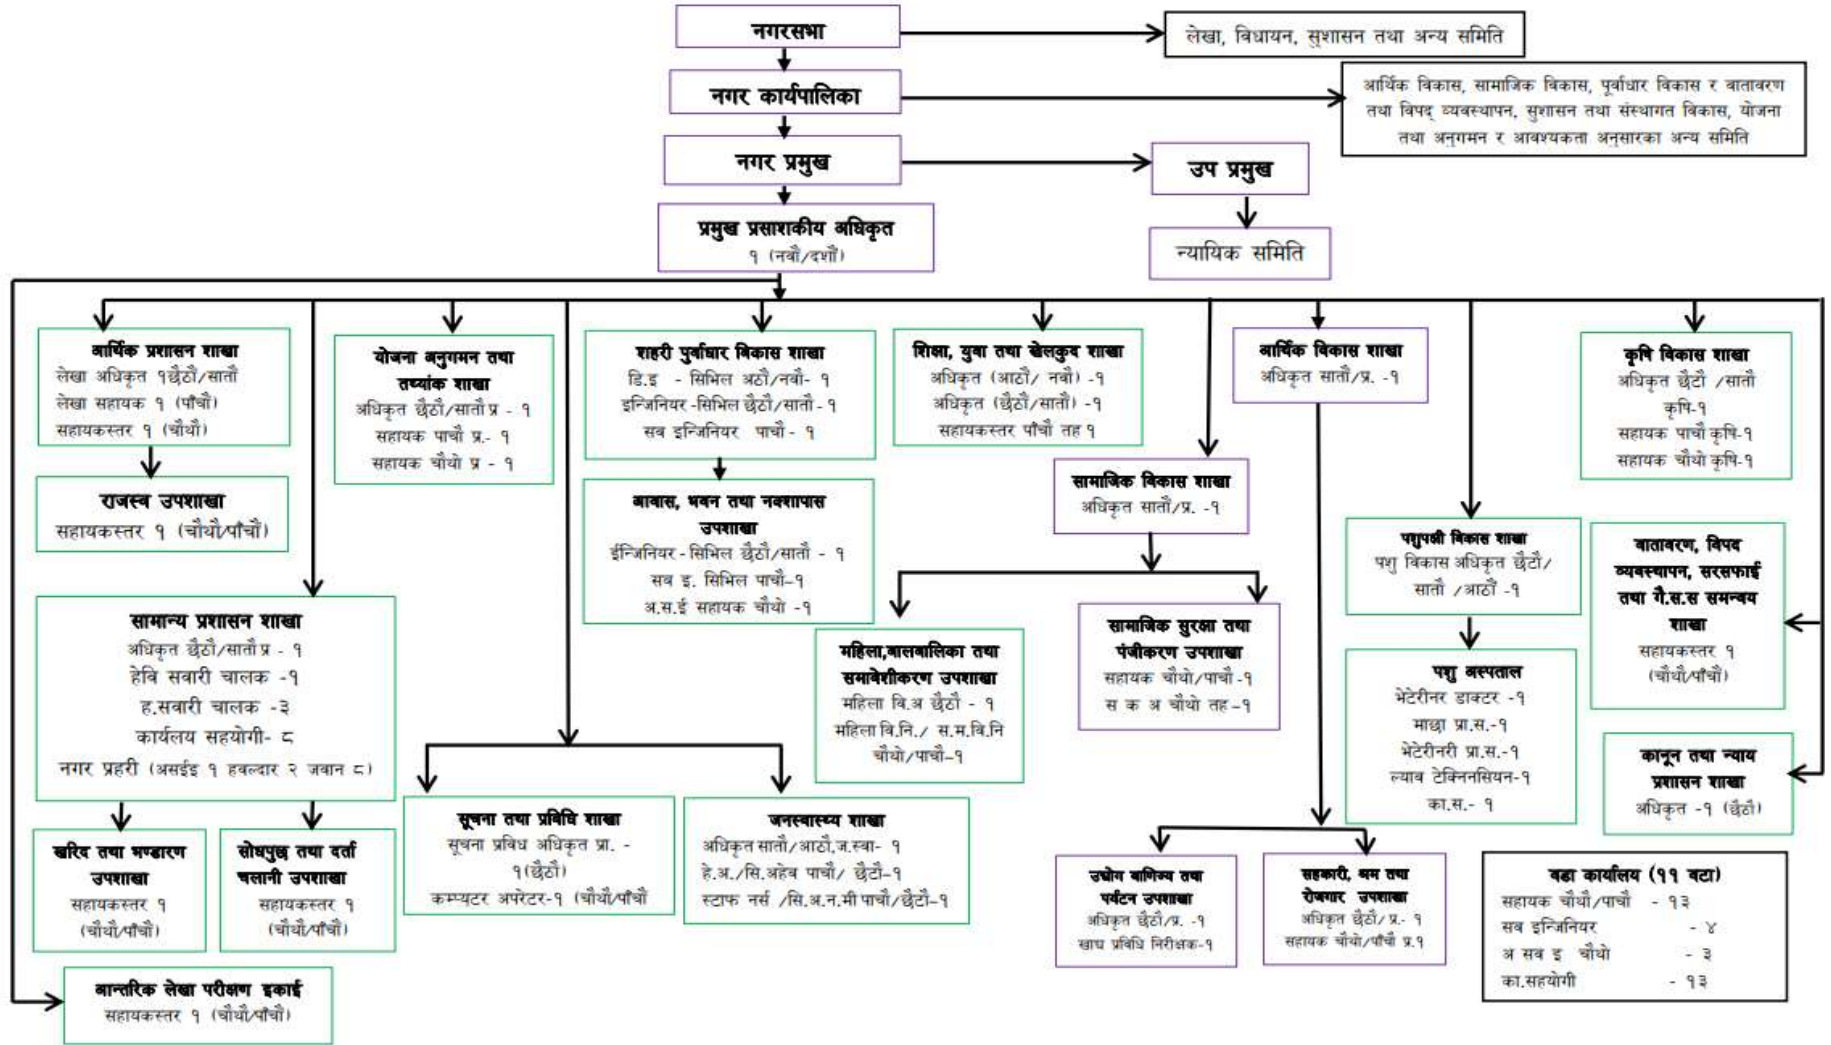 नगरसभा
लेखा, विधायन, सुशासन तथा अन्य समिति
नगर कार्यपालिका
आर्थिक विकास, सामाजिक विकास, पूर्वाधार विकास र वातावरण
तथा विपद् व्यवस्थापन, सुशासन तथा संस्थागत विकास, योजना
तथा अनुगमन र आवश्यकता अनुसारका अन्य समिति
नगर प्रमुख
उप प्रमुख
प्रमुख प्रसाशकीय अधिकृत
१ (नवौं/दशौं)
न्यायिक समिति
आर्थिक प्रशासन शाखा
लेखा अधिकृत १छैठौं/सातौं
लेखा सहायक १ (पाँचौं)
सहायकस्तर १ (चौथौ)
राजस्व उपशाखा
सहायकस्तर १ (चौथौ/पाँचौं)
योजना अनुगमन तथा
तथ्यांक शाखा
अधिकृत छैठौं/सातौं प्र - १
सहायक पाचौ प्र.- १
सहायक चौथो प्र - १
शहरी पुर्वाधार विकास शाखा
डि.इ - सिभिल अठौं/नवौ- १
इन्जिनियर -सिभिल छैठौं/सातौ - १
सव इन्जिनियर पाचौ - १
आवास, भवन तथा नक्शापास
उपशाखा
ईन्जिनियर - सिभिल छैठौं/सातौ - १
सव इ. सिभिल पाचौ–१
अ.स.ई सहायक चौथो -१
शिक्षा, युवा तथा खेलकुद शाखा
अधिकृत (आठौं/ नवौ) -१
अधिकृत (छैठौं/सातौं) -१
सहायकस्तर पाँचौ तह १
आर्थिक विकास शाखा
अधिकृत सातौं/प्र. -१
कृषि विकास शाखा
अधिकृत छैटौ /सातौ
कृषि-१
सहायक पाचौ कृषि-१
सहायक चौथो कृषि-१
सामाजिक विकास शाखा
अधिकृत सातौं/प्र. -१
पशुपक्षी विकास शाखा
पशु विकास अधिकृत छैटौं/
सातौ /आठौं -१
वातावरण, विपद
व्यवस्थापन, सरसफाई
तथा गै.स.स समन्वय
शाखा
सहायकस्तर १
(चौथौ/पाँचौ)
सामान्य प्रशासन शाखा
अधिकृत छैठौं/सातौं प्र - १
हेवि सवारी चालक -१
ह.सवारी चालक -३
कार्यलय सहयोगी- ८
नगर प्रहरी (असईइ १ हवल्दार २ जवान ८)
महिला,वालवालिका तथा
समावेशीकरण उपशाखा
महिला वि.अ छैठौं - १
महिला वि.नि./ स.म.वि.नि
चौथो/पाचौ–१
सामाजिक सुरक्षा तथा
पंजीकरण उपशाखा
सहायक चौथो/पाचौ -१
स क अ चौथो तह–१
पशु अस्पताल
भेटेरीनर डाक्टर -१
माछा प्रा.स.-१
भेटेरीनरी प्रा.स.-१
ल्याव टेक्निनसियन-१
का.स.- १
कानून तथा न्याय
प्रशासन शाखा
अधिकृत -१ (छैठौं)
खरिद तथा भण्डारण
उपशाखा
सहायकस्तर १
(चौथौ/पाँचौं)
सोधपुछ तथा दर्ता
चलानी उपशाखा
सहायकस्तर १
(चौथौ/पाँचौं)
सूचना तथा प्रविधि शाखा
सूचना प्रविध अधिकृत प्रा. -
१(छैठौं)
कम्प्यटर अपरेटर-१ (चौथौ/पाँचौं
जनस्वास्थ्य शाखा
अधिकृत सातौं/आठौ,ज.स्वा- १
हे.अ./सि.अहेव पाचौ/ छैटौ–१
स्टाफ नर्स /सि.अ.न.मी पाचौ/छैटौ–१
उद्योग वाणिज्य तथा
पर्यटन उपशाखा
अधिकृत छैठौं/प्र. -१
खाद्य प्रविधि निरीक्षक-१
सहकारी, श्रम तथा
रोजगार उपशाखा
अधिकृत छैठौं/ प्र.- १
सहायक चौथो/पाँचौ प्र.१
वडा कार्यालय (११ वटा)
सहायक चौथौ/पाचौ - १३
सव इन्जिनियर - ४
अ सव इ चौथो - ३
का.सहयोगी - १३
आन्तरिक लेखा परीक्षण इकाई
सहायकस्तर १ (चौथौ/पाँचौं)